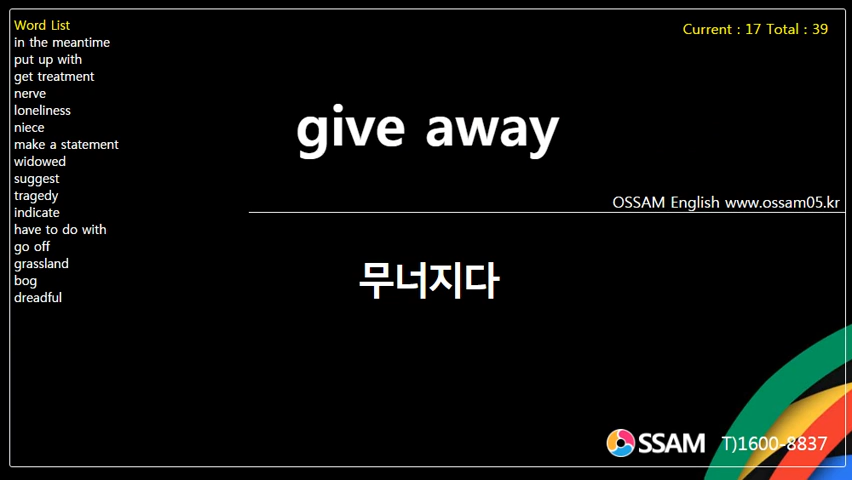 Word List
in the meantime
put up with
get treatment
nerve
loneliness
niece
make a statement
widowed
suggest
tragedy
indicate
have to do with
go off
grassland
bog
dreadful
Current : 17 Total : 39
give away
OSSAM English www.ossam05.kr
무너지다
OSSAM T)1600-8837